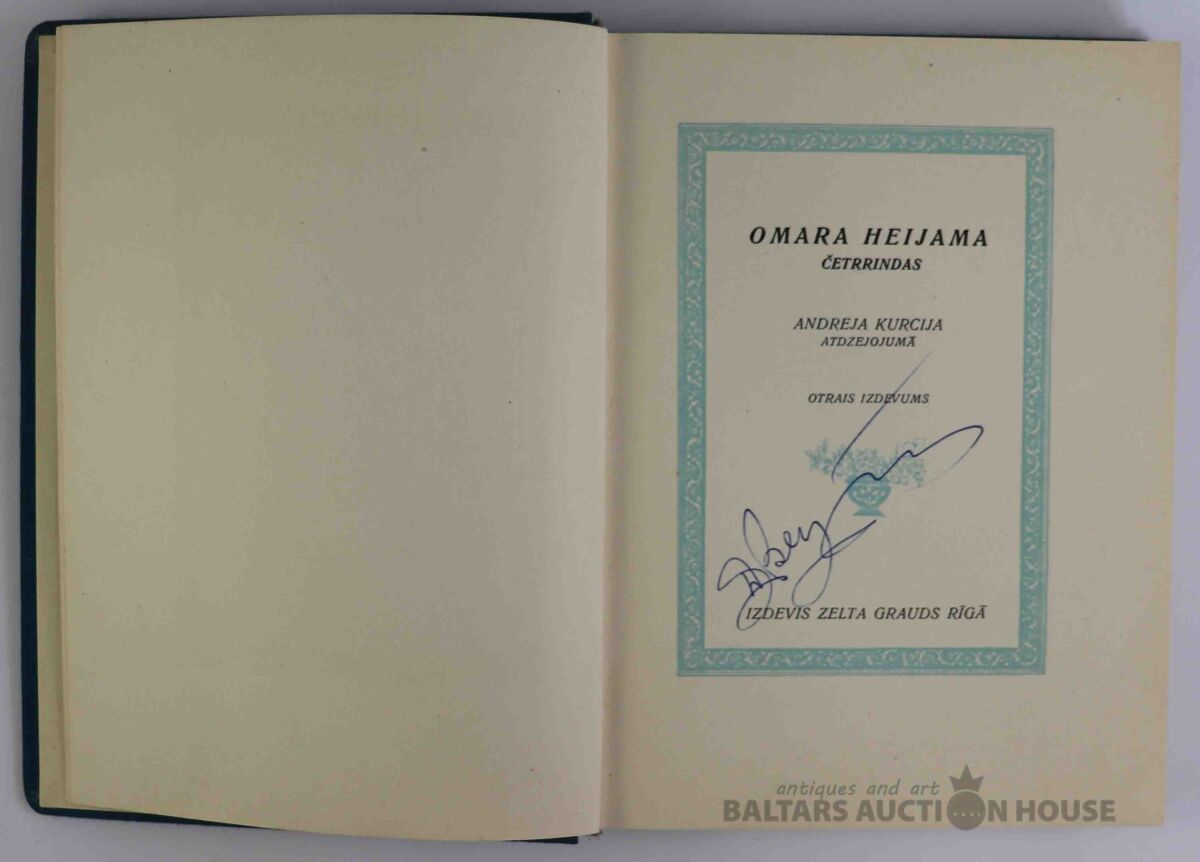 OMARA HEIJAMA
ČETRRINDAS
ANDREJA KURCIJA
ATDZEJOJUMĀ
OTRAIS IZDEVUMS
IZDEVIS ZELTA GRAUDS RĪGĀ
antiques and art
BALTARS AUCTION HOUSE